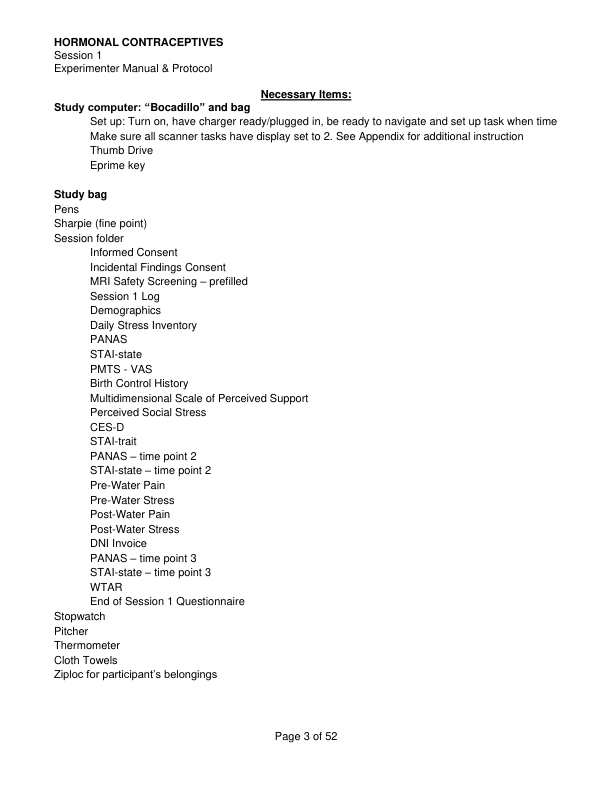 HORMONAL CONTRACEPTIVES
Session 1
Experimenter Manual & Protocol
Necessary Items:
Study computer: “Bocadillo” and bag
Set up: Turn on, have charger ready/plugged in, be ready to navigate and set up task when time
Make sure all scanner tasks have display set to 2. See Appendix for additional instruction
Thumb Drive
Eprime key
Study bag
Pens
Sharpie (fine point)
Session folder
Informed Consent
Incidental Findings Consent
MRI Safety Screening – prefilled
Session 1 Log
Demographics
Daily Stress Inventory
PANAS
STAI-state
PMTS - VAS
Birth Control History
Multidimensional Scale of Perceived Support
Perceived Social Stress
CES-D
STAI-trait
PANAS – time point 2
STAI-state – time point 2
Pre-Water Pain
Pre-Water Stress
Post-Water Pain
Post-Water Stress
DNI Invoice
PANAS – time point 3
STAI-state – time point 3
WTAR
End of Session 1 Questionnaire
Stopwatch
Pitcher
Thermometer
Cloth Towels
Ziploc for participant’s belongings
Page 3 of 52